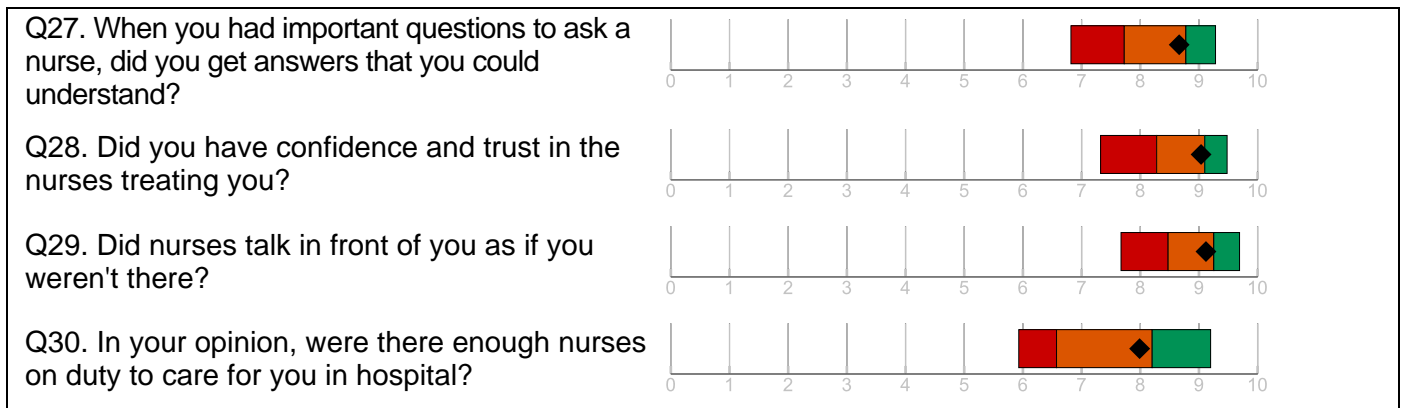 Q27. When you had important questions to ask a
nurse, did you get answers that you could
understand?
0 1 2 3 4 5 6 7 8 9 10
Q28. Did you have confidence and trust in the
nurses treating you?
0 1 2 3 4 5 6 7 8 9 10
Q29. Did nurses talk in front of you as if you
weren't there?
0 1 2 3 4 5 6 7 8 9 10
Q30. In your opinion, were there enough nurses
on duty to care for you in hospital?
0 1 2 3 4 5 6 7 8 9 10